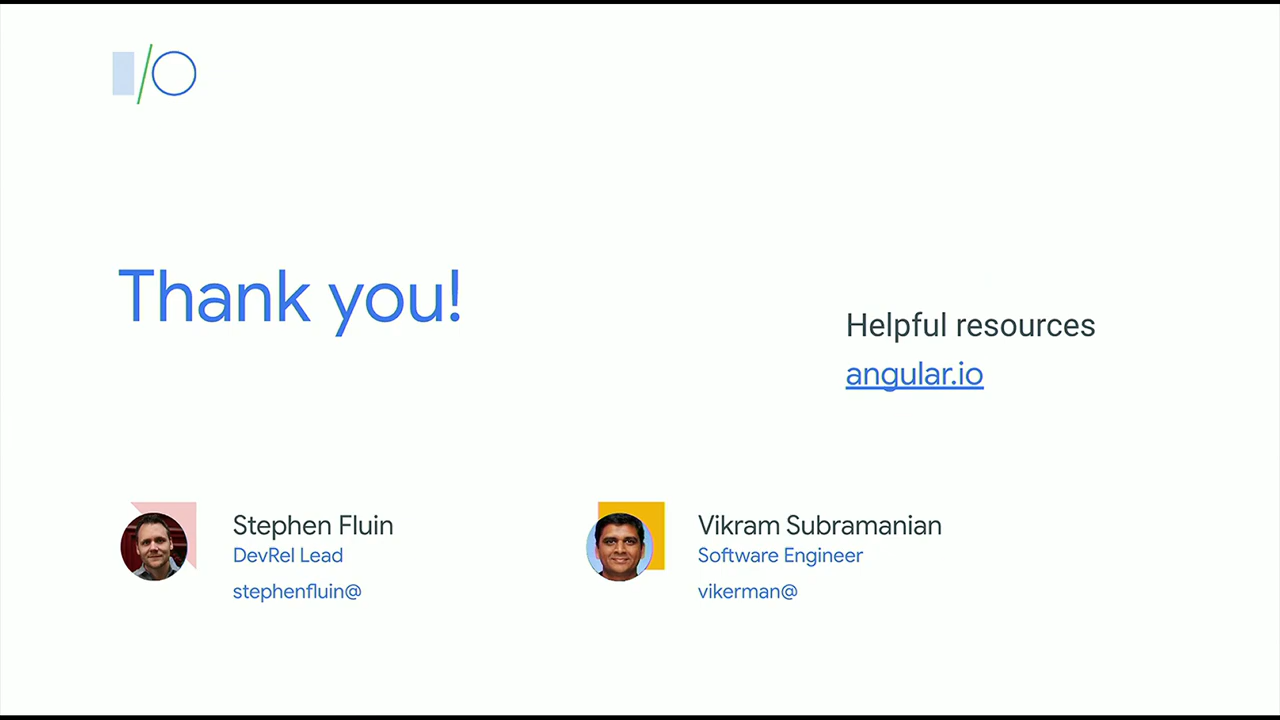 I/O
Thank you!
Helpful resources
angular.io
Stephen Fluin
DevRel Lead
stephenfluin@
Vikram Subramanian
Software Engineer
vikerman@